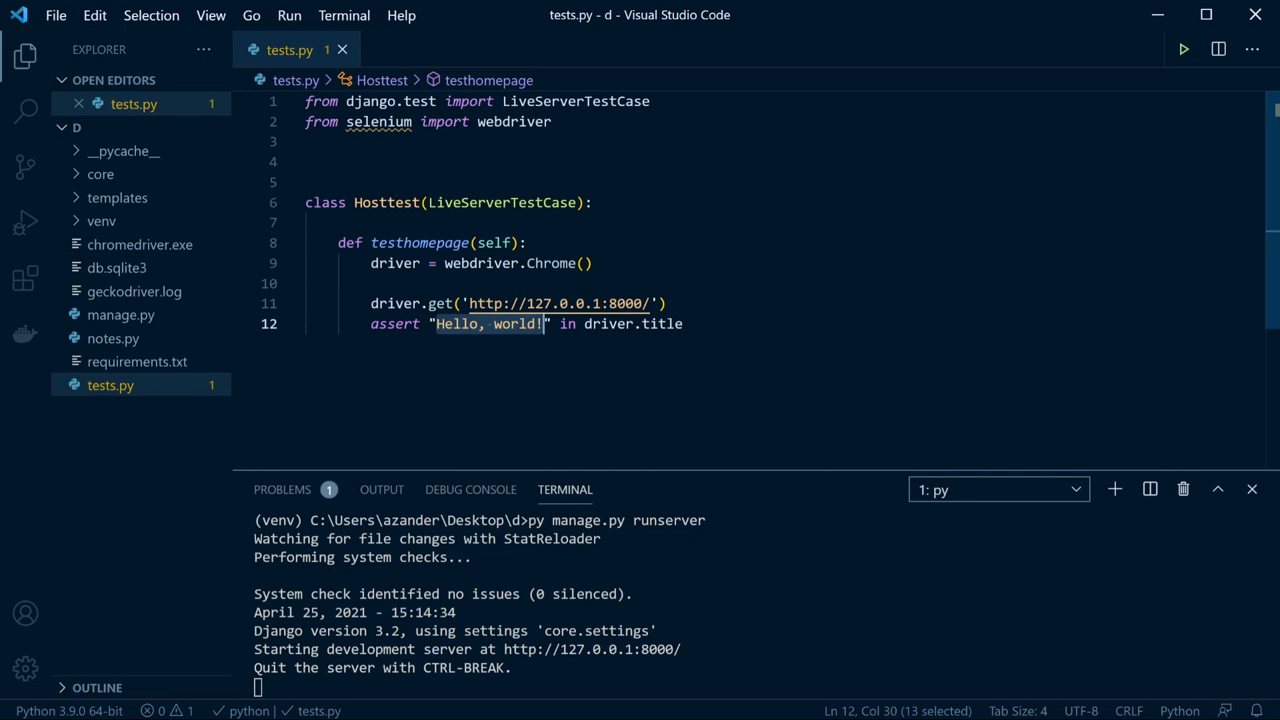 File Edit Selection View Go Run Terminal Help
tests.py - d - Visual Studio Code
EXPLORER ···
OPEN EDITORS
tests.py 1
D
__pycache__
core
templates
venv
chromedriver.exe
db.sqlite3
geckodriver.log
manage.py
notes.py
requirements.txt
tests.py 1
OUTLINE
tests.py 1
tests.py > Hosttest > testhomepage
1 from django.test import LiveServerTestCase
2 from selenium import webdriver
3
4
5
6 class Hosttest(LiveServerTestCase):
7
8 def testhomepage(self):
9 driver = webdriver.Chrome()
10
11 driver.get('http://127.0.0.1:8000/')
12 assert "Hello, world!" in driver.title
PROBLEMS 1 OUTPUT DEBUG CONSOLE TERMINAL
1: py
(venv) C:\Users\azander\Desktop\d>py manage.py runserver
Watching for file changes with StatReloader
Performing system checks...
System check identified no issues (0 silenced).
April 25, 2021 - 15:14:34
Django version 3.2, using settings 'core.settings'
Starting development server at http://127.0.0.1:8000/
Quit the server with CTRL-BREAK.
Python 3.9.0 64-bit 0 1 python | tests.py Ln 12, Col 30 (13 selected) Tab Size: 4 UTF-8 CRLF Python